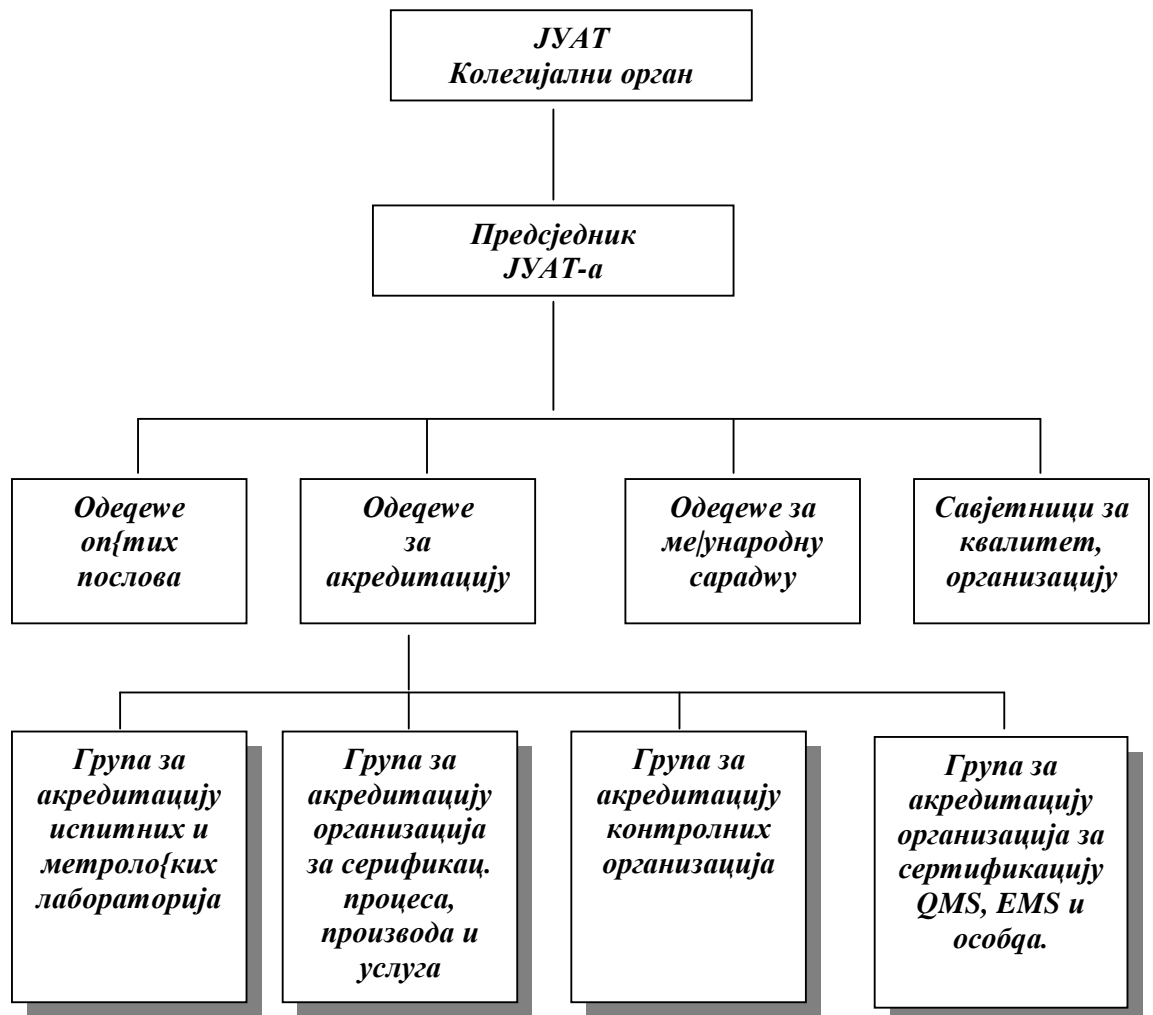 ЈУАТ
Колегијални орган
Предсједник
ЈУАТ-а
Одеqеwе
оп{тих
послова
Одеqеwе
за
акредитацију
Одеqеwе за
ме|ународну
сарадwу
Савјетници за
квалитет,
организацију
Група за
акредитацију
испитних и
метроло{ких
лабораторија
Група за
акредитацију
организација
за серификац.
процеса,
производа и
услуга
Група за
акредитацију
контролних
организација
Група за
акредитацију
организација за
сертификацију
QMS, EMS и
особqа.